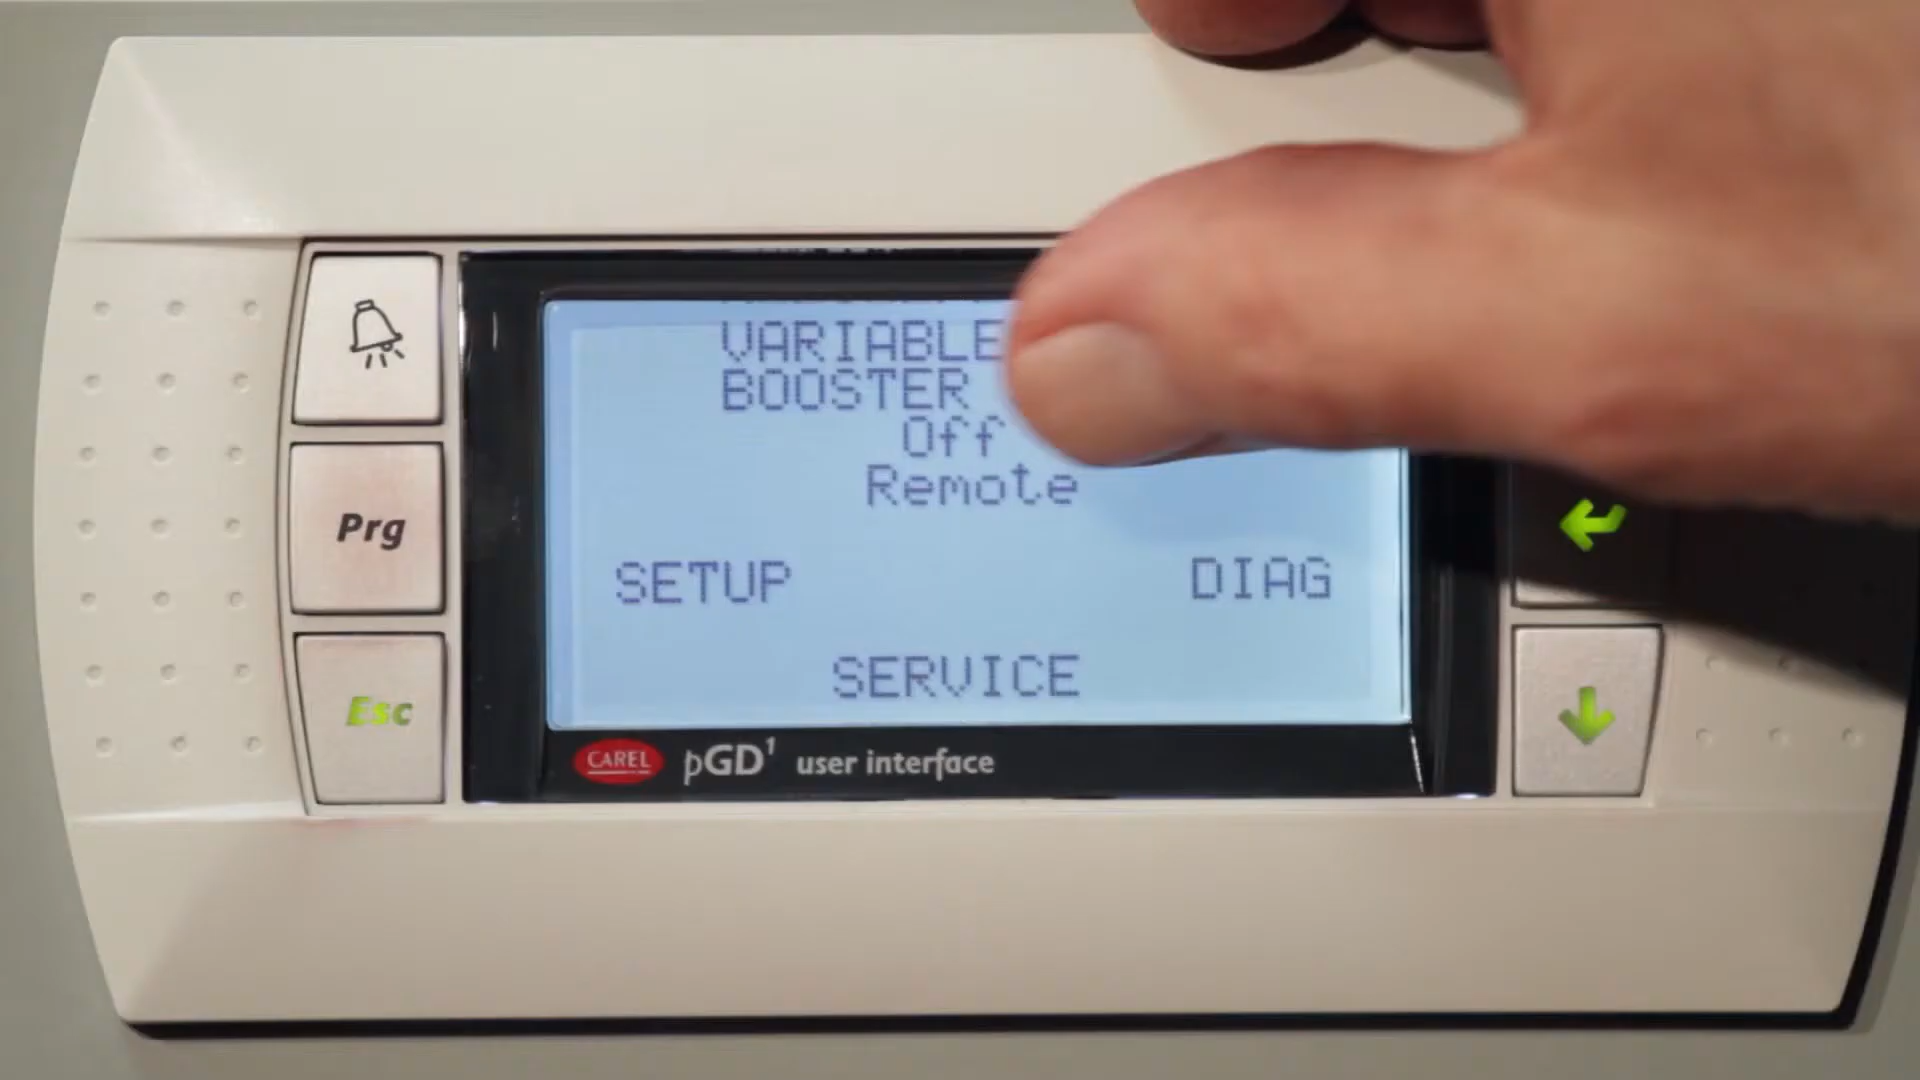 VARIABLE
BOOSTER
Off
Remote
SETUP DIAG
SERVICE
Prg
Esc
CAREL pGD¹ user interface